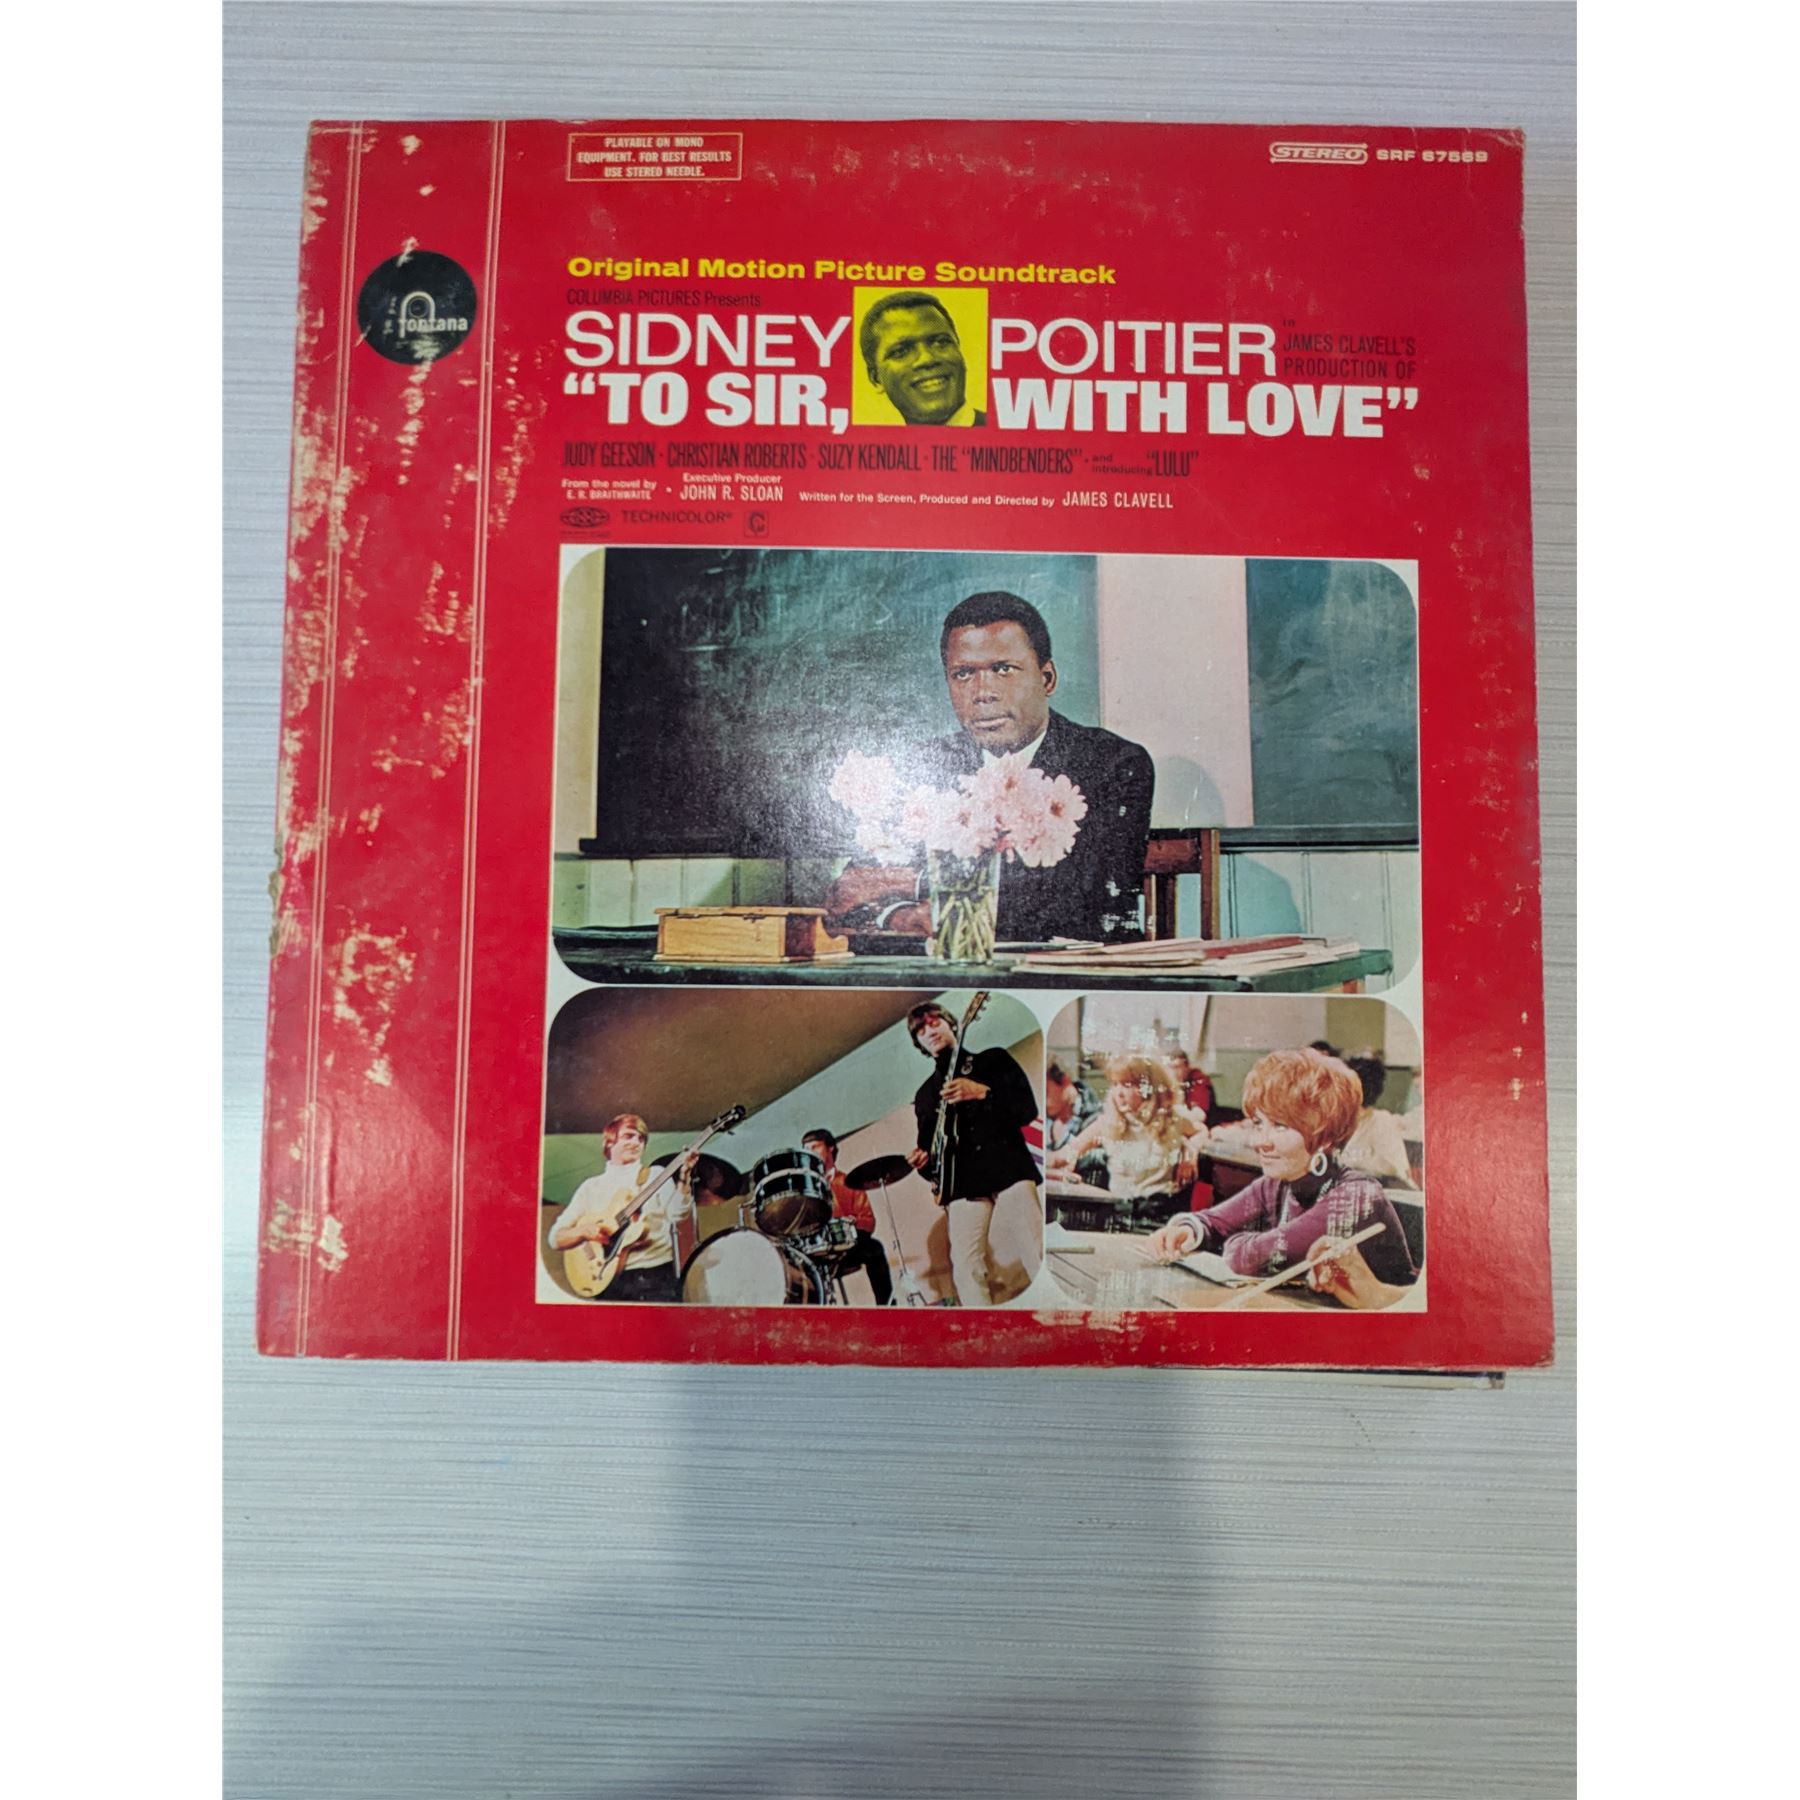 PLAYABLE ON MONO
EQUIPMENT. FOR BEST RESULTS
USE STEREO NEEDLE.
STEREO SRF 67569
fontana
Original Motion Picture Soundtrack
COLUMBIA PICTURES Presents
SIDNEY POITIER in
JAMES CLAVELL'S
PRODUCTION OF
“TO SIR, WITH LOVE”
JUDY GEESON · CHRISTIAN ROBERTS · SUZY KENDALL · THE “MINDBENDERS” · and introducing “LULU”
From the novel by
E. R. BRAITHWAITE · Executive Producer
JOHN R. SLOAN Written for the Screen, Produced and Directed by JAMES CLAVELL
TECHNICOLOR®